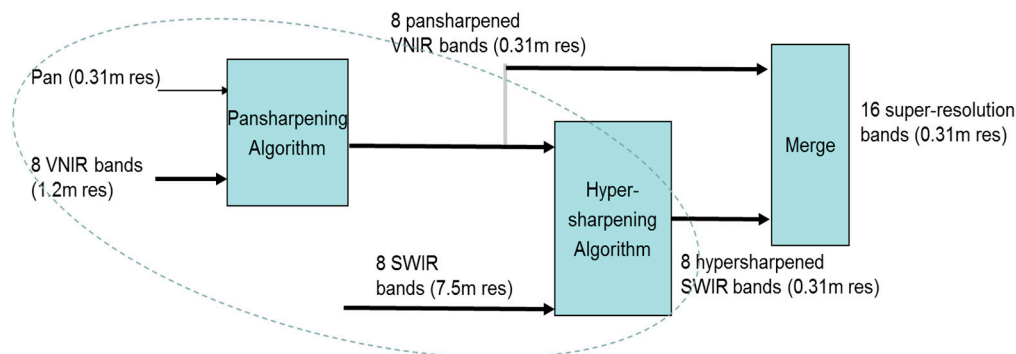 8 pansharpened
VNIR bands (0.31m res)
Pan (0.31m res)
Pansharpening
Algorithm
8 VNIR bands
(1.2m res)
16 super-resolution
bands (0.31m res)
Merge
Hyper-
sharpening
Algorithm
8 SWIR
bands (7.5m res)
8 hypersharpened
SWIR bands (0.31m res)